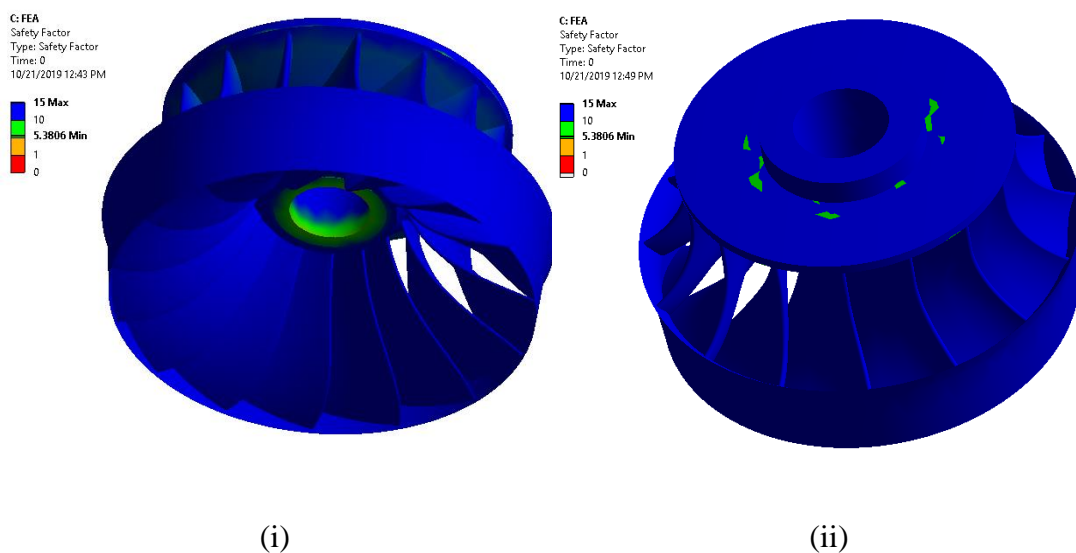 C: FEA
Safety Factor
Type: Safety Factor
Time: 0
10/21/2019 12:43 PM
15 Max
10
5.3806 Min
1
0
C: FEA
Safety Factor
Type: Safety Factor
Time: 0
10/21/2019 12:49 PM
15 Max
10
5.3806 Min
1
0
(i)
(ii)